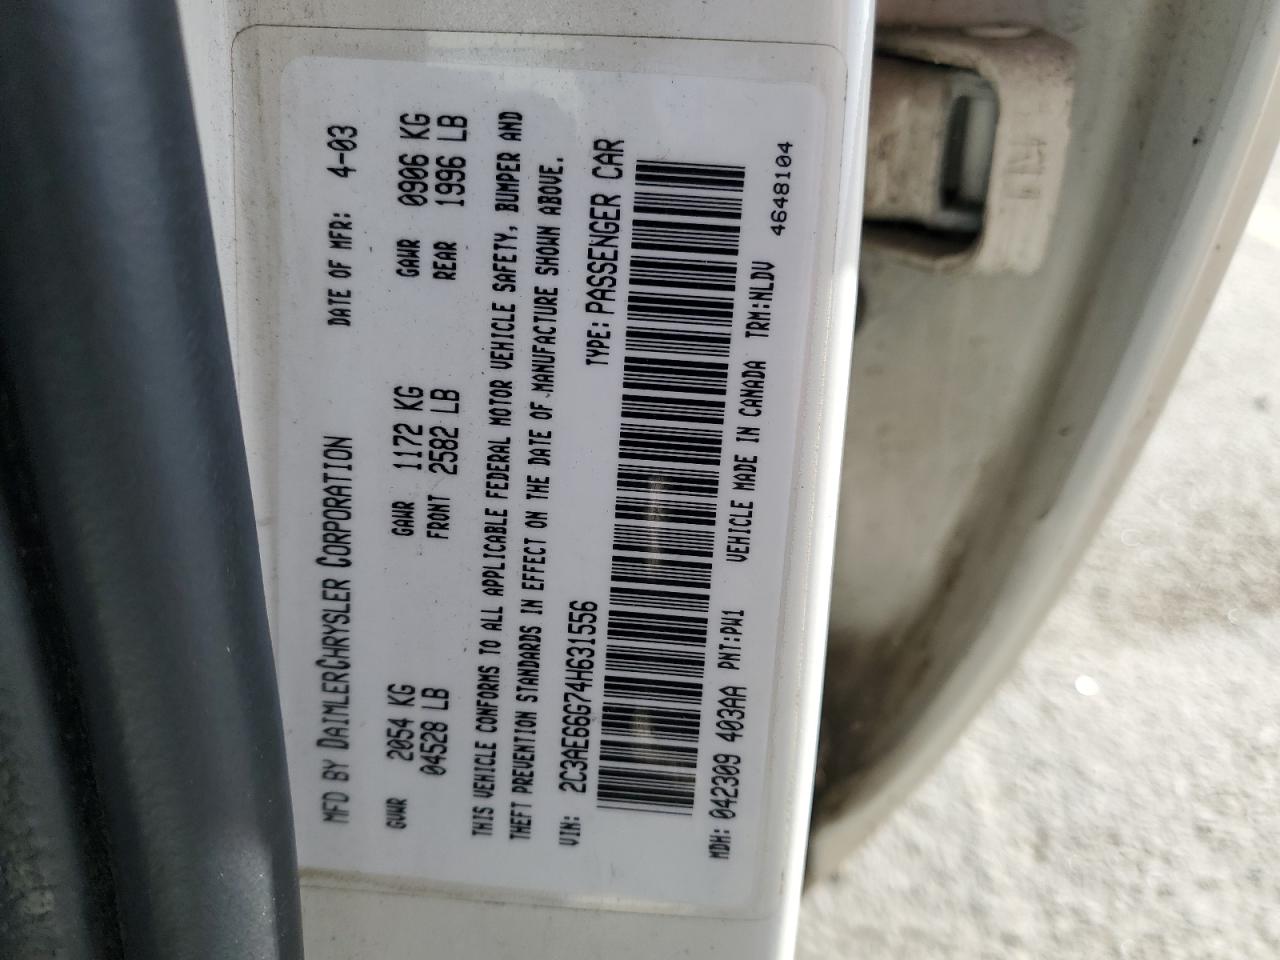 MFD BY DAIMLERCHRYSLER CORPORATION DATE OF MFR: 4-03
GVWR 2054 KG GAWR 1172 KG GAWR 0906 KG
04528 LB FRONT 2582 LB REAR 1996 LB
THIS VEHICLE CONFORMS TO ALL APPLICABLE FEDERAL MOTOR VEHICLE SAFETY, BUMPER AND
THEFT PREVENTION STANDARDS IN EFFECT ON THE DATE OF MANUFACTURE SHOWN ABOVE.
VIN: 2C3AE66G74H631556 TYPE: PASSENGER CAR
MDH: 042309 403AA PNT:PW1 VEHICLE MADE IN CANADA TRM:NLDV
4648104